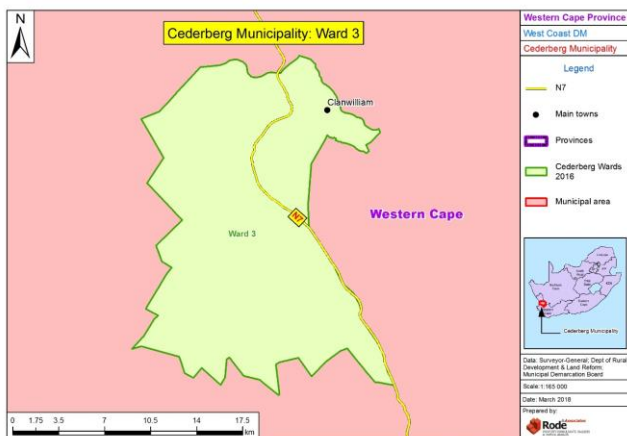 N
Cederberg Municipality: Ward 3
Clanwilliam
N7
Western Cape
Ward 3
0 1.75 3.5 7 10.5 14 17.5
km
Western Cape Province
West Coast DM
Cederberg Municipality
Legend
N7
Main towns
Provinces
Cederberg Wards
2016
Municipal area
Cederberg Municipality
Data: Surveyor-General; Dept of Rural
Development & Land Reform;
Municipal Demarcation Board
Scale:1:165 000
Date: March 2018
Prepared by:
Rode